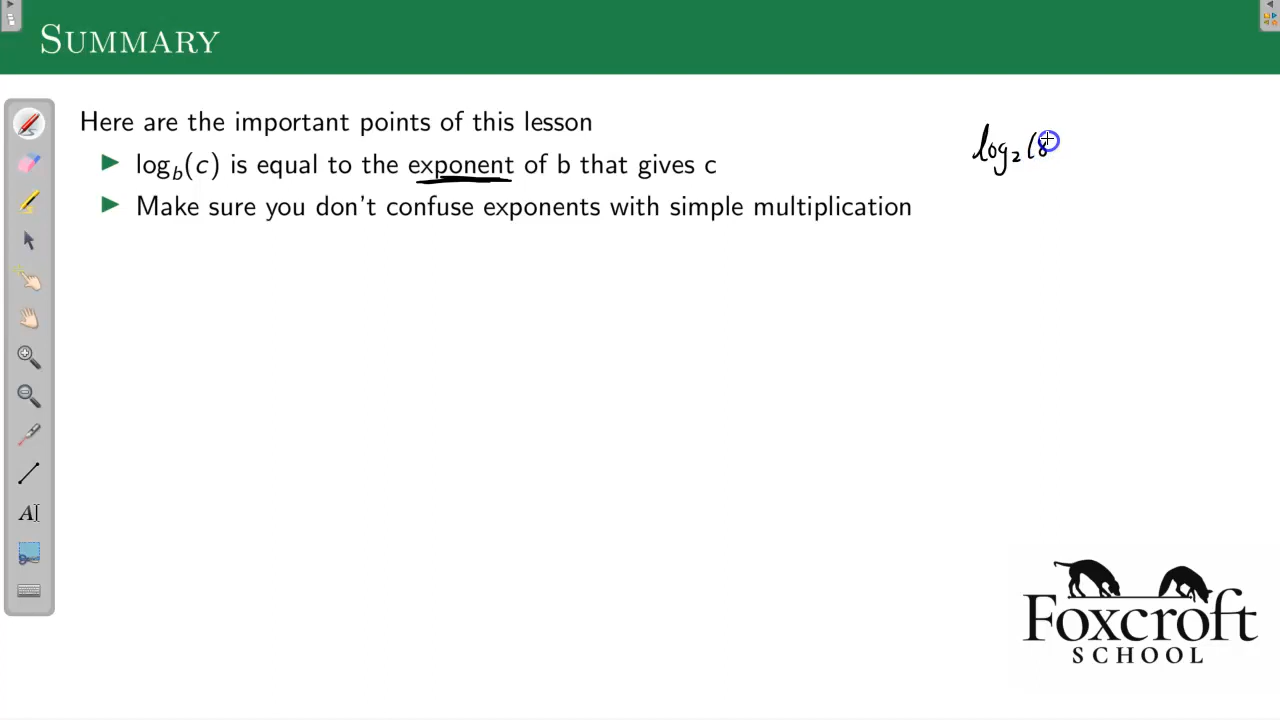 SUMMARY
Here are the important points of this lesson
log_b(c) is equal to the exponent of b that gives c
Make sure you don't confuse exponents with simple multiplication
log₂(8
A
Foxcroft
SCHOOL